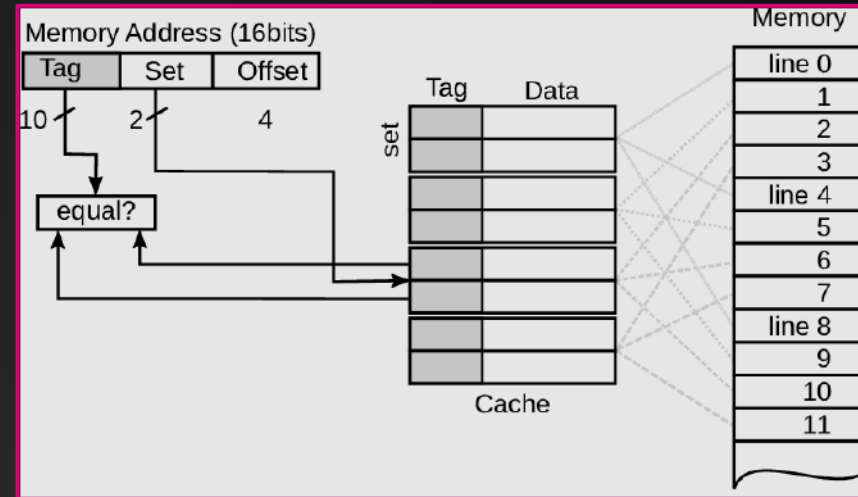 Memory Address (16bits)
Tag Set Offset
10 2 4
equal?
Tag Data
set
Cache
Memory
line 0
1
2
3
line 4
5
6
7
line 8
9
10
11